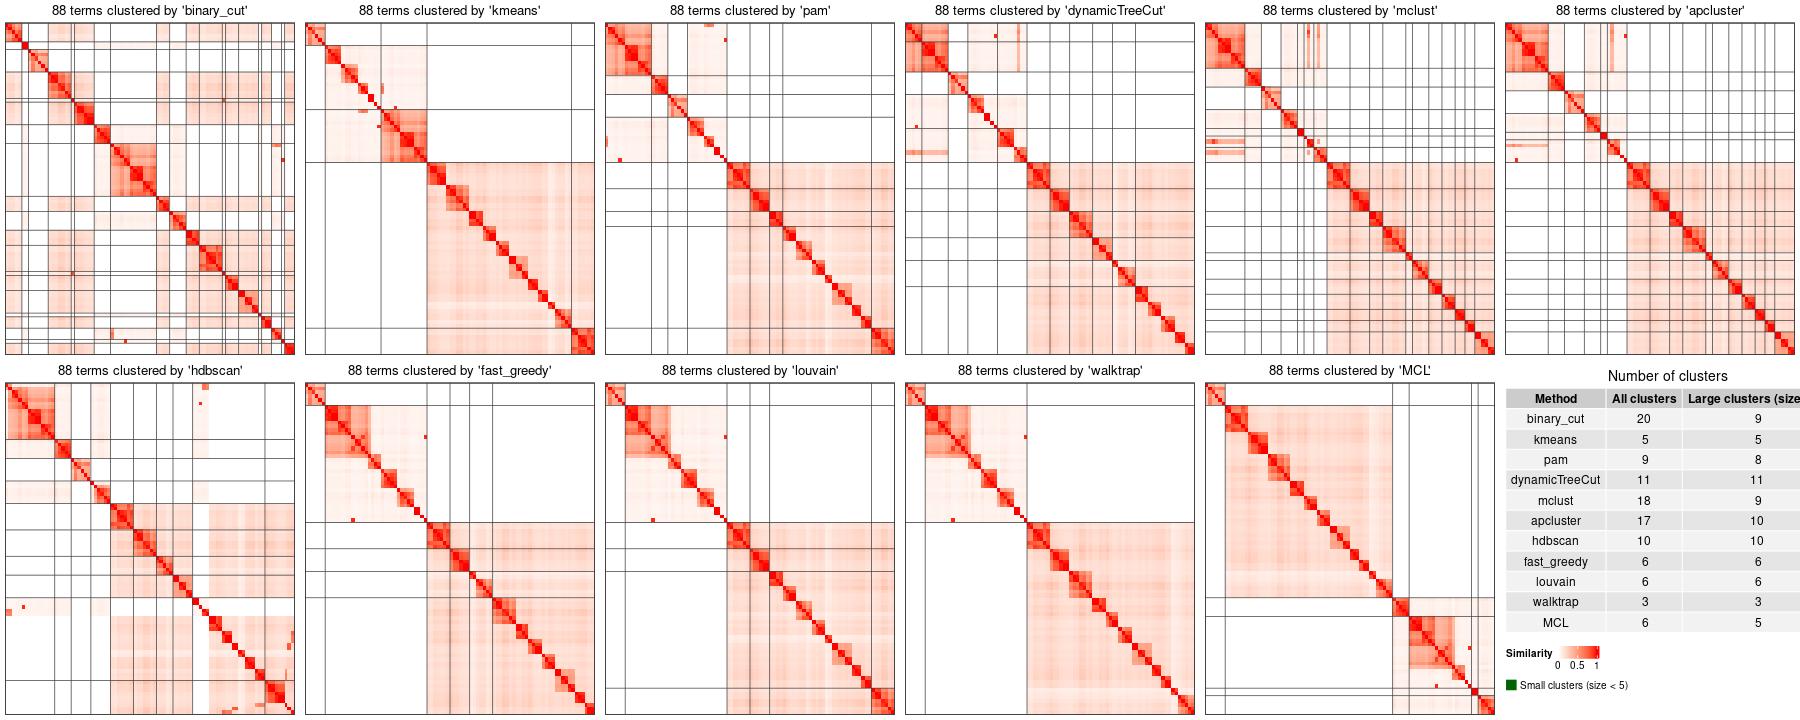 88 terms clustered by 'binary_cut'
88 terms clustered by 'kmeans'
88 terms clustered by 'pam'
88 terms clustered by 'dynamicTreeCut'
88 terms clustered by 'mclust'
88 terms clustered by 'apcluster'
88 terms clustered by 'hdbscan'
88 terms clustered by 'fast_greedy'
88 terms clustered by 'louvain'
88 terms clustered by 'walktrap'
88 terms clustered by 'MCL'
Number of clusters
Method All clusters Large clusters (size
binary_cut 20 9
kmeans 5 5
pam 9 8
dynamicTreeCut 11 11
mclust 18 9
apcluster 17 10
hdbscan 10 10
fast_greedy 6 6
louvain 6 6
walktrap 3 3
MCL 6 5
Similarity
0 0.5 1
Small clusters (size < 5)